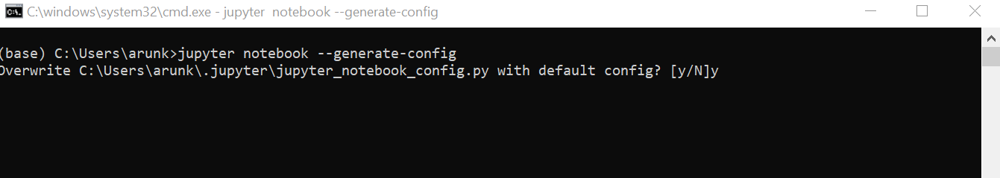 C:\windows\system32\cmd.exe - jupyter  notebook --generate-config
(base) C:\Users\arunk>jupyter notebook --generate-config
Overwrite C:\Users\arunk\.jupyter\jupyter_notebook_config.py with default config? [y/N]y